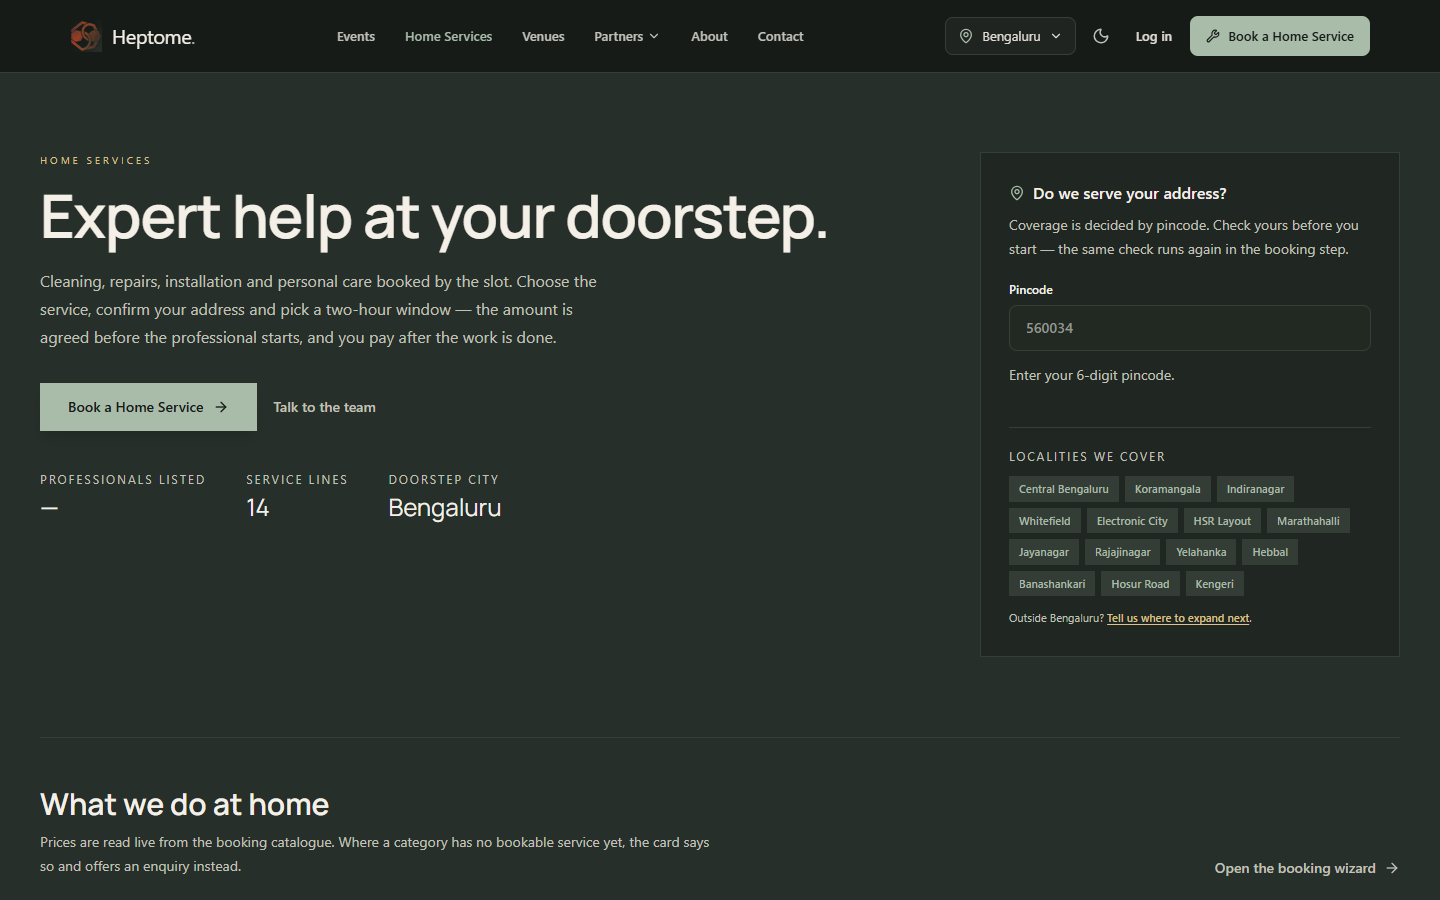 Heptome.
Events
Home Services
Venues
Partners
About
Contact
Bengaluru
Log in
Book a Home Service
HOME SERVICES
Expert help at your doorstep.
Cleaning, repairs, installation and personal care booked by the slot. Choose the
service, confirm your address and pick a two-hour window — the amount is
agreed before the professional starts, and you pay after the work is done.
Book a Home Service
Talk to the team
PROFESSIONALS LISTED
—
SERVICE LINES
14
DOORSTEP CITY
Bengaluru
Do we serve your address?
Coverage is decided by pincode. Check yours before you
start — the same check runs again in the booking step.
Pincode
560034
Enter your 6-digit pincode.
LOCALITIES WE COVER
Central Bengaluru
Koramangala
Indiranagar
Whitefield
Electronic City
HSR Layout
Marathahalli
Jayanagar
Rajajinagar
Yelahanka
Hebbal
Banashankari
Hosur Road
Kengeri
Outside Bengaluru? Tell us where to expand next.
What we do at home
Prices are read live from the booking catalogue. Where a category has no bookable service yet, the card says
so and offers an enquiry instead.
Open the booking wizard